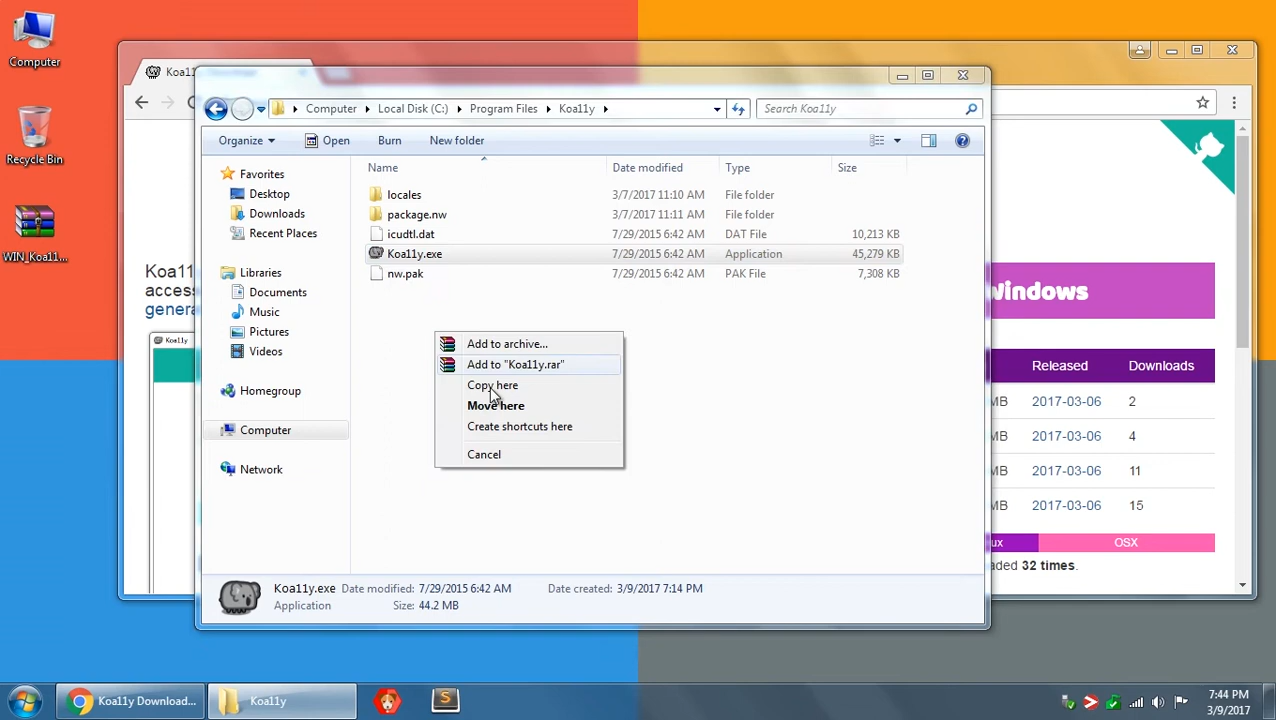 Computer
Recycle Bin
WIN_Koa11...
Koa11
Computer
Local Disk (C:)
Program Files
Koa11y
Search Koa11y
Organize
Open
Burn
New folder
Name
Date modified
Type
Size
Favorites
Desktop
Downloads
Recent Places
Libraries
Documents
Music
Pictures
Videos
Homegroup
Computer
Network
locales 3/7/2017 11:10 AM File folder
package.nw 3/7/2017 11:11 AM File folder
icudtl.dat 7/29/2015 6:42 AM DAT File 10,213 KB
Koa11y.exe 7/29/2015 6:42 AM Application 45,279 KB
nw.pak 7/29/2015 6:42 AM PAK File 7,308 KB
Add to archive...
Add to "Koa11y.rar"
Copy here
Move here
Create shortcuts here
Cancel
Koa11y.exe Date modified: 7/29/2015 6:42 AM Date created: 3/9/2017 7:14 PM
Application Size: 44.2 MB
Koa11
acces
genera
Koa11y
Windows
Released Downloads
MB 2017-03-06 2
MB 2017-03-06 4
MB 2017-03-06 11
MB 2017-03-06 15
ux OSX
aded 32 times.
Koa11y Download...
Koa11y
7:44 PM
3/9/2017